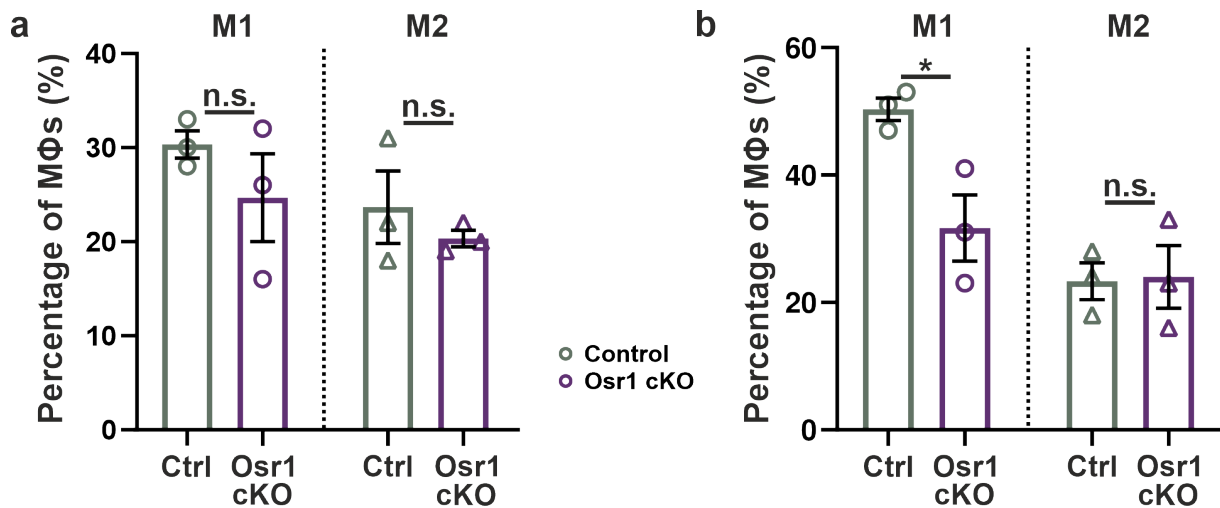 a
M1
M2
Percentage of MΦs (%)
40
30
20
10
0
n.s.
n.s.
Ctrl
Osr1
cKO
Ctrl
Osr1
cKO
Control
Osr1 cKO
b
M1
M2
Percentage of MΦs (%)
60
40
20
0
*
n.s.
Ctrl
Osr1
cKO
Ctrl
Osr1
cKO